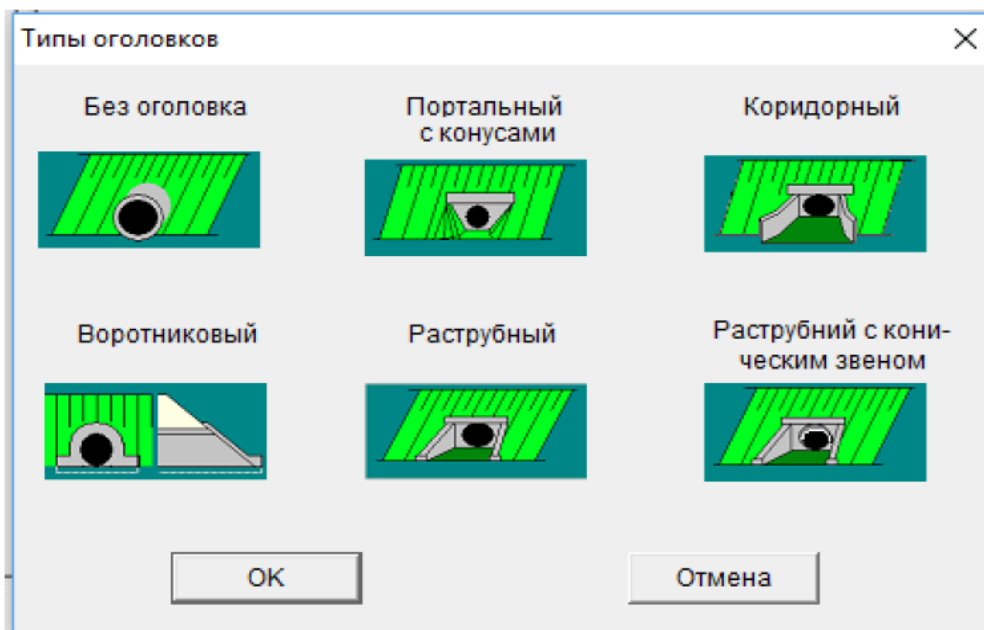 Типы оголовков
Без оголовка
Портальный
с конусами
Коридорный
Воротниковый
Раструбный
Раструбний с кони-
ческим звеном
OK
Отмена